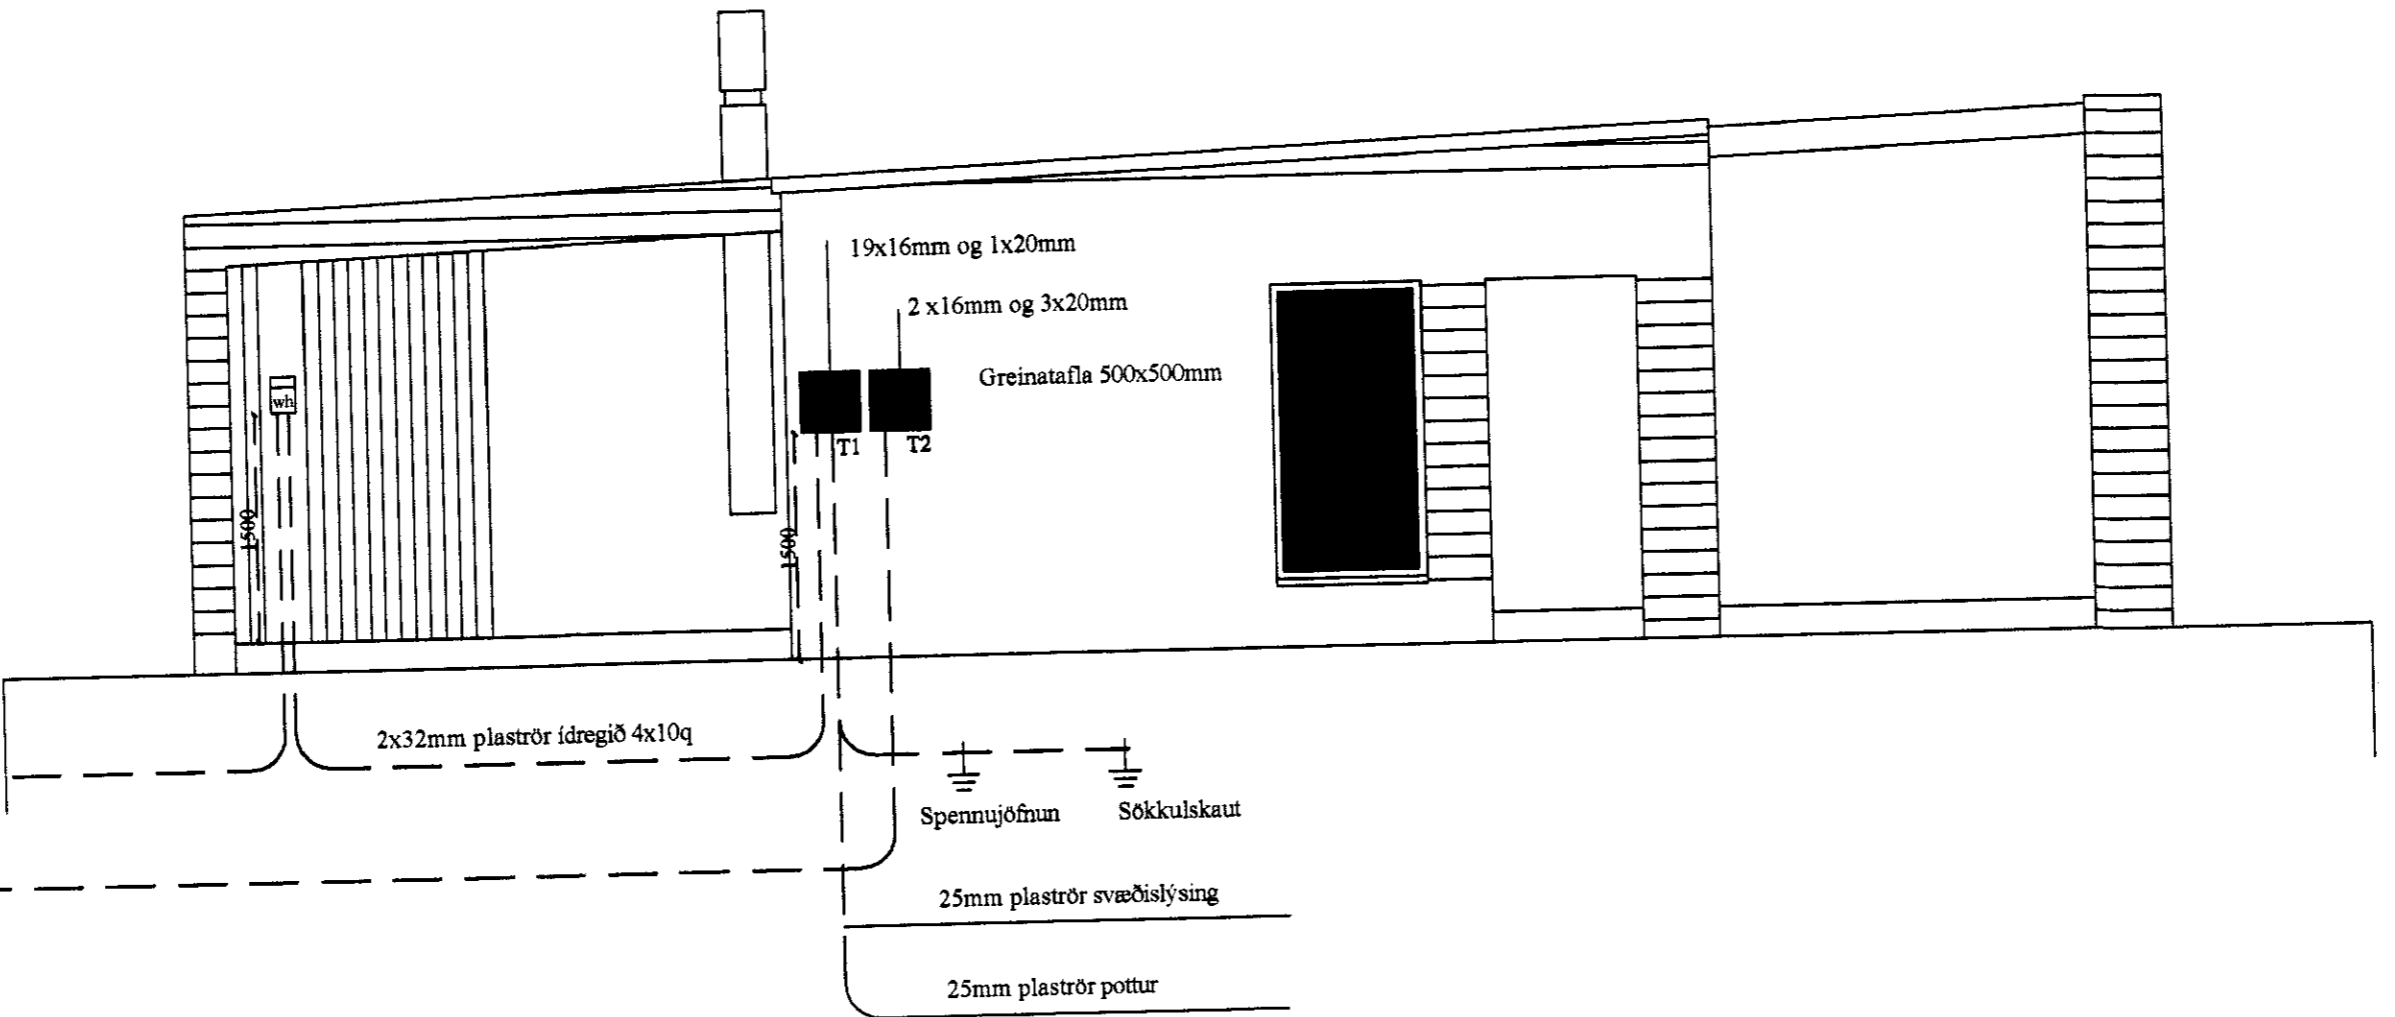 19x16mm og 1x20mm
2 x16mm og 3x20mm
Greinatafla 500x500mm
wh
T1
T2
1500
1500
2x32mm plaströr ídregið 4x10q
Spennujöfnun
Sökkulskaut
25mm plaströr svæðislýsing
25mm plaströr pottur